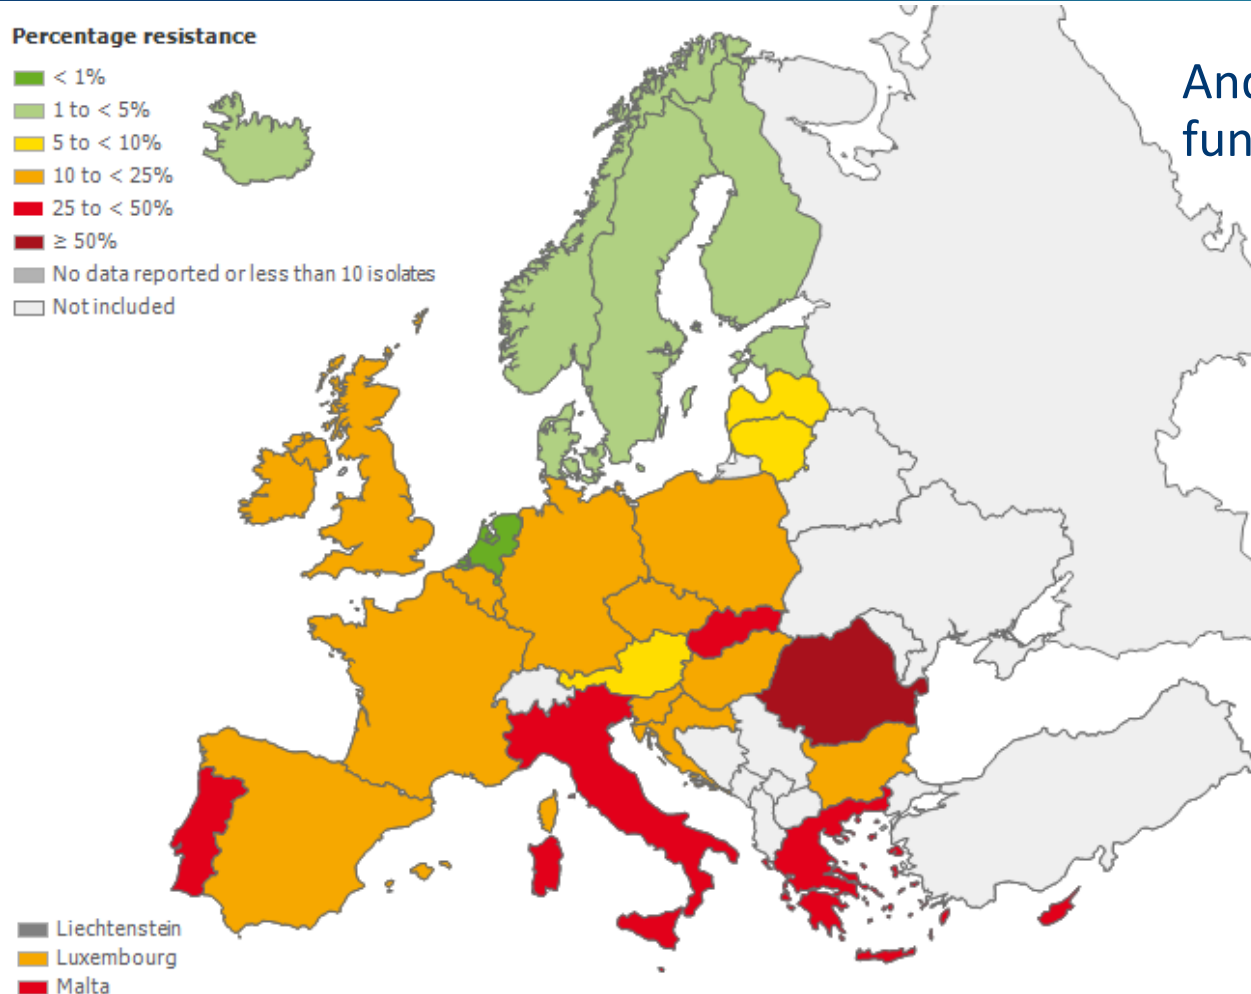 Percentage resistance
< 1%
1 to < 5%
5 to < 10%
10 to < 25%
25 to < 50%
≥ 50%
No data reported or less than 10 isolates
Not included
Liechtenstein
Luxembourg
Malta